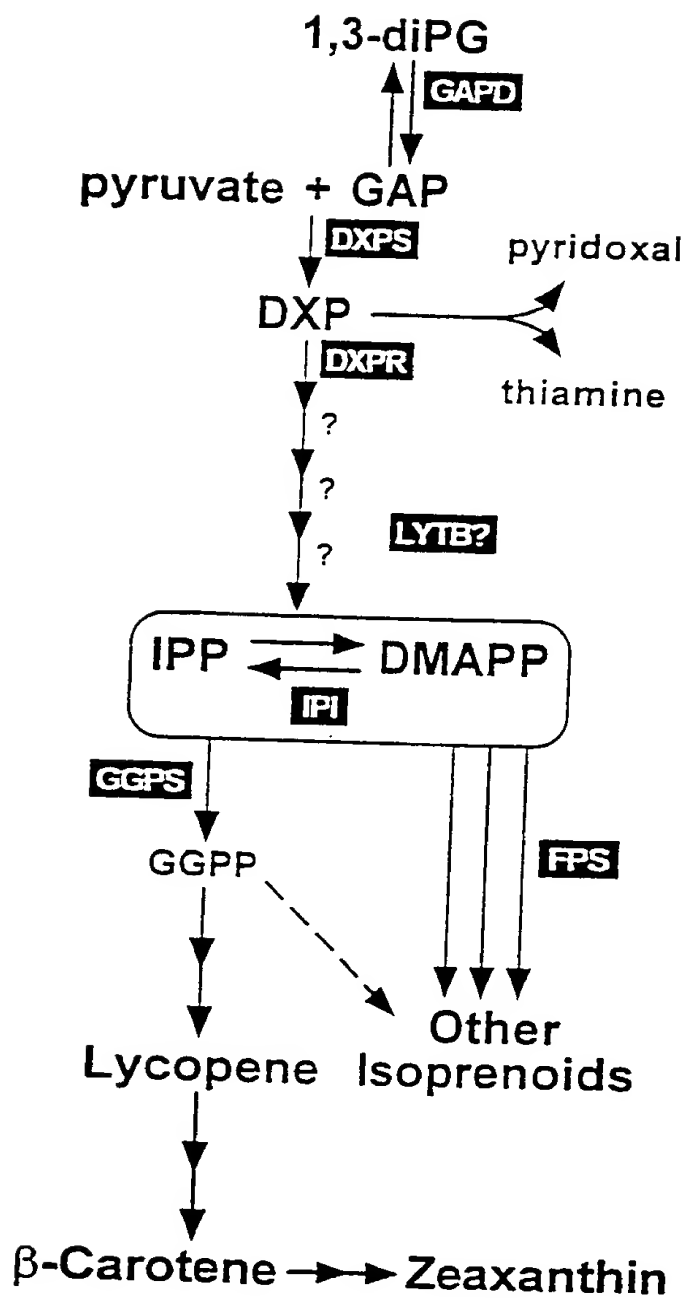 1,3-diPG
GAPD
pyruvate + GAP
DXPS
pyridoxal
DXP
DXPR
thiamine
?
?
LYTB?
?
IPP
DMAPP
IPI
GGPS
GGPP
FPS
Other
Lycopene
Isoprenoids
β-Carotene
Zeaxanthin